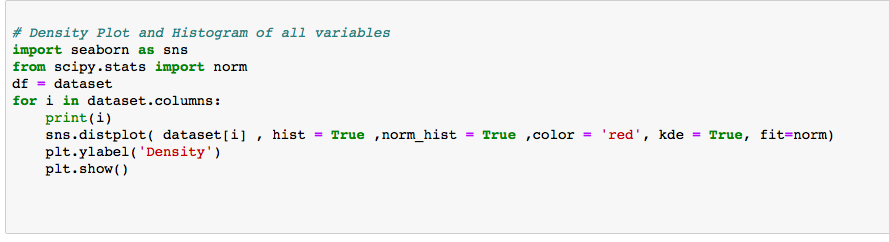 # Density Plot and Histogram of all variables
import seaborn as sns
from scipy.stats import norm
df = dataset
for i in dataset.columns:
    print(i)
    sns.distplot( dataset[i] , hist = True ,norm_hist = True ,color = 'red', kde = True, fit=norm)
    plt.ylabel('Density')
    plt.show()